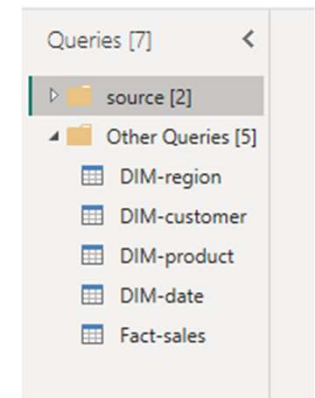 Queries [7]
source [2]
Other Queries [5]
DIM-region
DIM-customer
DIM-product
DIM-date
Fact-sales